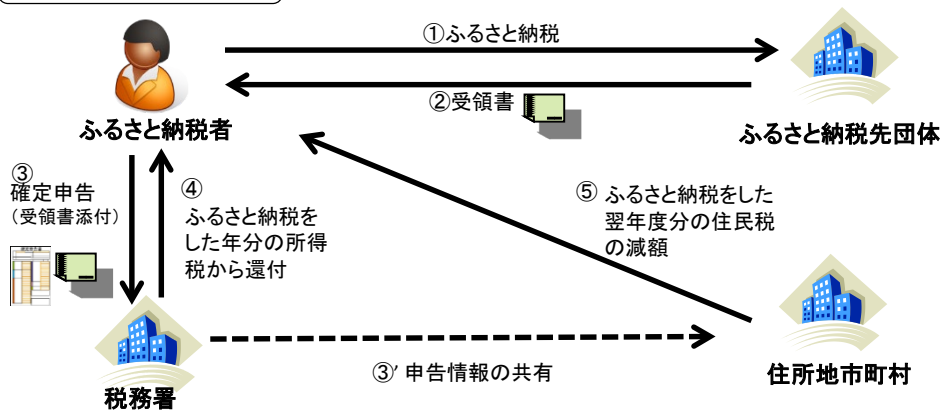 ①ふるさと納税
②受領書
ふるさと納税者
ふるさと納税先団体
③
確定申告
（受領書添付）
④
ふるさと納税を
した年分の所得
税から還付
⑤ ふるさと納税をした
翌年度分の住民税
の減額
③’ 申告情報の共有
税務署
住所地市町村